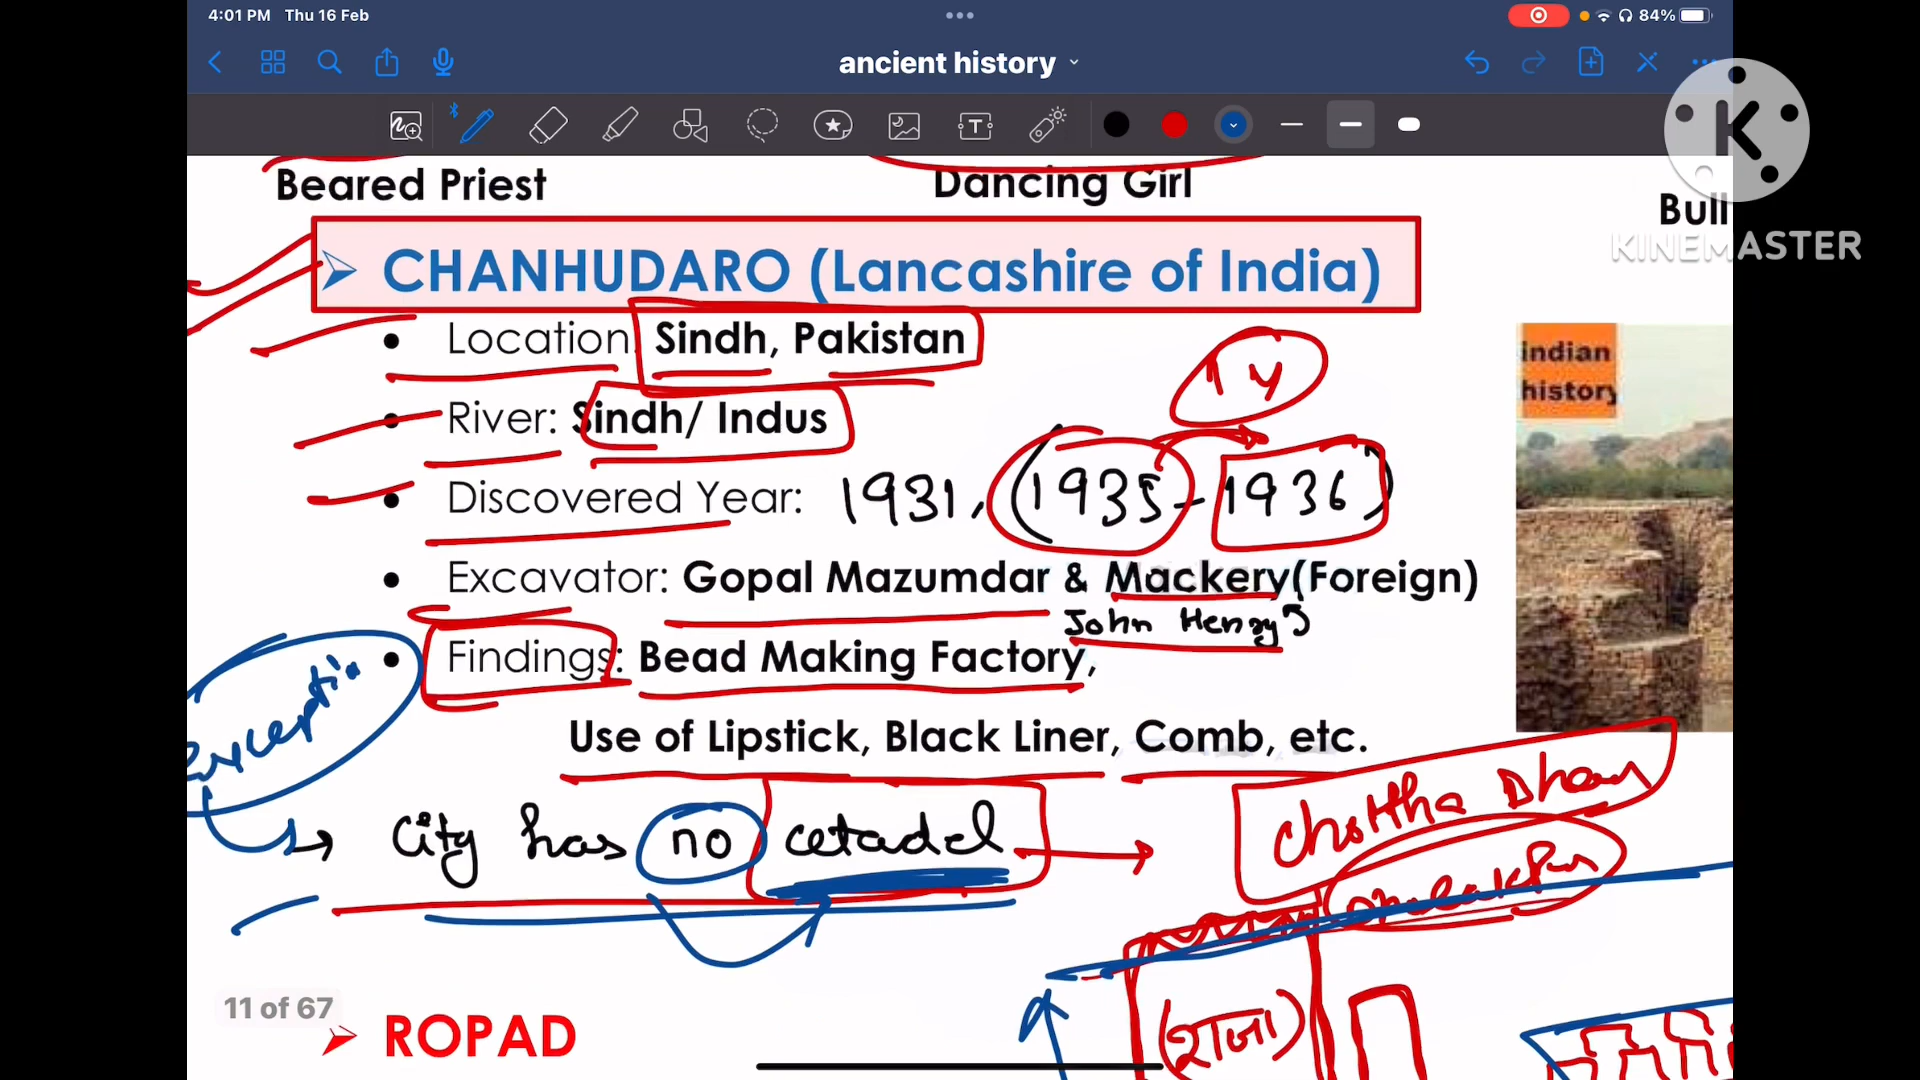 4:01 PM Thu 16 Feb
84%
ancient history
K
KINEMASTER
Beared Priest
Dancing Girl
Bull
CHANHUDARO (Lancashire of India)
Location: Sindh, Pakistan
1 y
indian
history
River: Sindh/ Indus
Discovered Year: 1931, (1935-1936)
Excavator: Gopal Mazumdar & Mackery(Foreign)
John Henry
Findings: Bead Making Factory,
Use of Lipstick, Black Liner, Comb, etc.
City has no cetadel
11 of 67
ROPAD
(राजा)